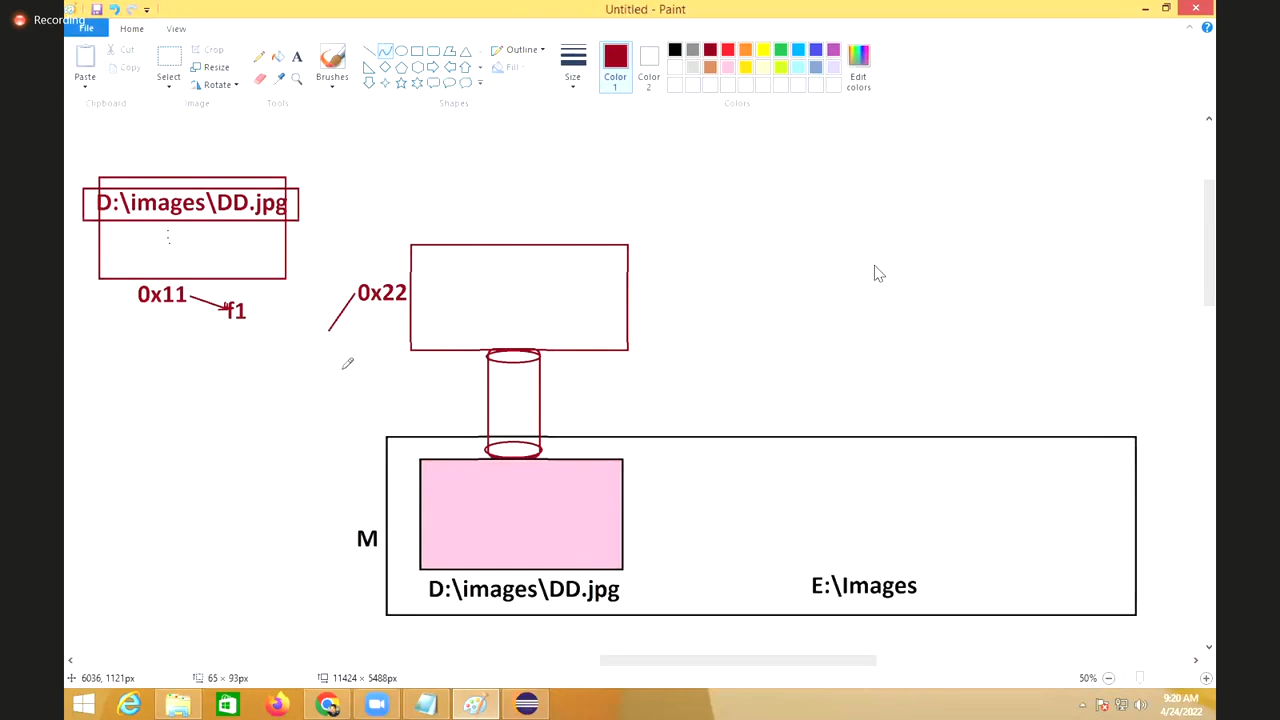 Recording
Untitled - Paint
File
Home
View
Paste
Cut
Copy
Clipboard
Select
Crop
Resize
Rotate
Image
A
Tools
Brushes
Shapes
Outline
Fill
Size
Color
1
Color
2
Colors
Edit
colors
D:\images\DD.jpg
0x11
f1
0x22
M
D:\images\DD.jpg
E:\Images
6036, 1121px
65 × 93px
11424 × 5488px
50%
9:20 AM
4/24/2022